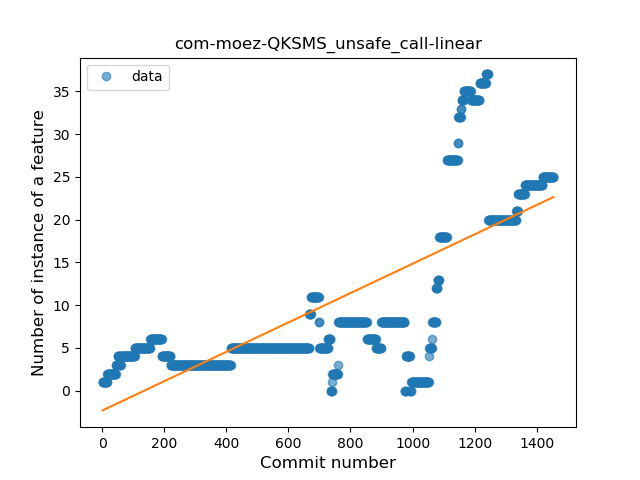 com-moez-QKSMS_unsafe_call-linear
data
Number of instance of a feature
35
30
25
20
15
10
5
0
0 200 400 600 800 1000 1200 1400
Commit number